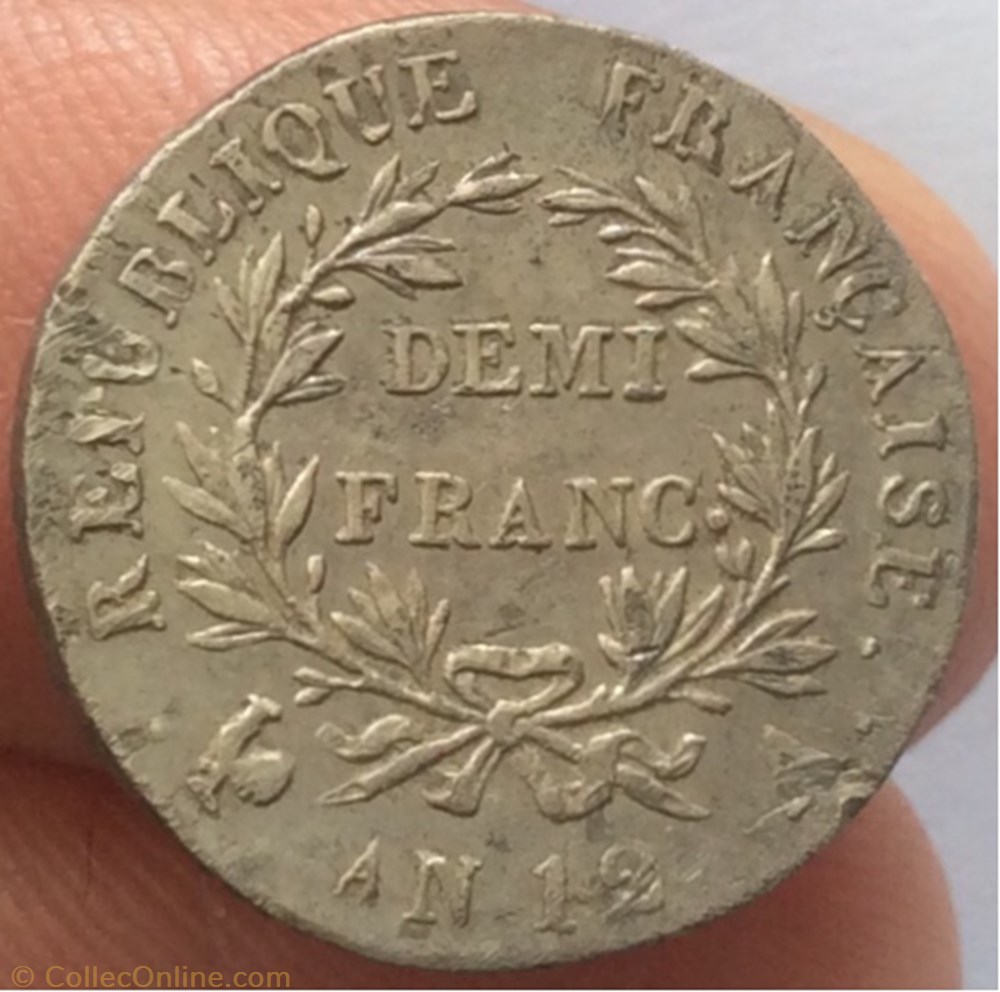 REPUBLIQUE FRANÇAISE.
DEMI
FRANC.
A
AN 12
© CollecOnline.com